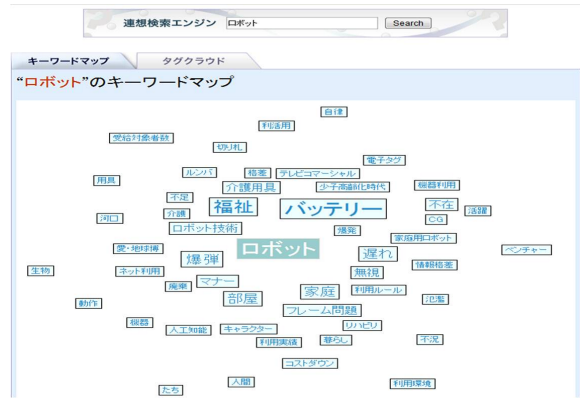 連想検索エンジン ロボット Search
キーワードマップ タグクラウド
“ロボット”のキーワードマップ
自律
利活用
受給対象者数
切り札
電子タグ
ルンバ 格差 テレビコマーシャル
用具 介護用具 少子高齢化時代 機器利用
不足 福祉 バッテリー 不在
河口 介護 CG 活躍
ロボット技術 爆発
家庭用ロボット
愛・地球博 ロボット 遅れ ベンチャー
爆弾 情報格差
生物 ネット利用 無視
廃棄 マナー
部屋 家庭 利用ルール
動作 フレーム問題 氾濫
機器 人工知能 キャラクター リハビリ
利用実績 暮らし 不況
コストダウン
たち 人間 利用環境